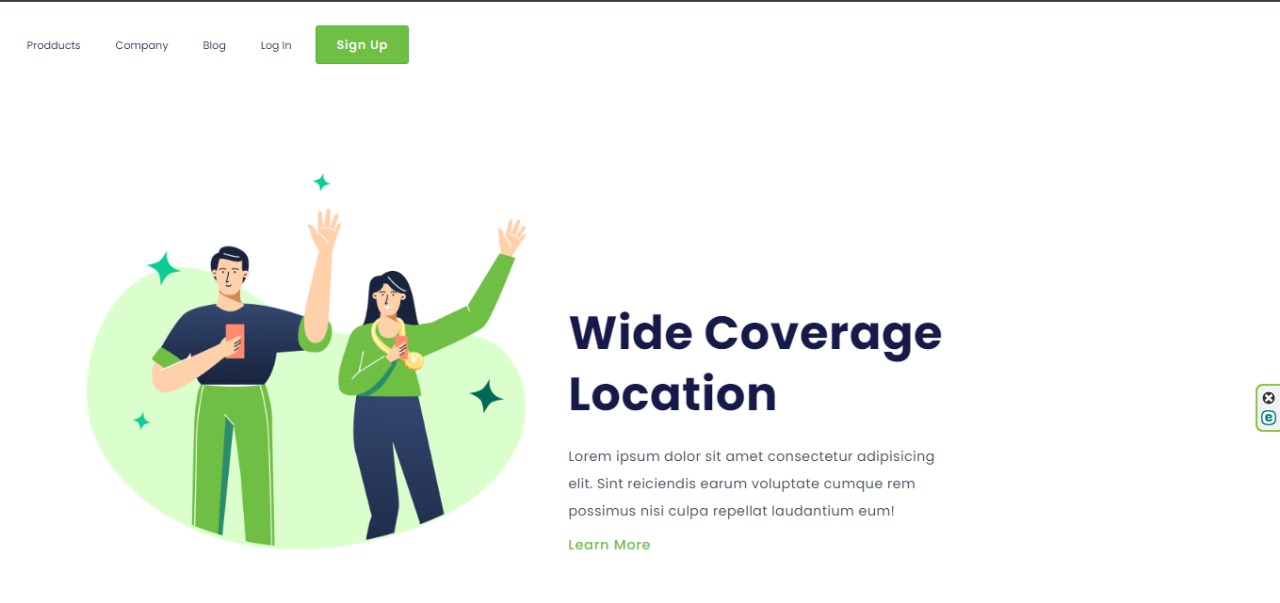 Prodducts Company Blog Log In Sign Up
Wide Coverage
Location
Lorem ipsum dolor sit amet consectetur adipisicing
elit. Sint reiciendis earum voluptate cumque rem
possimus nisi culpa repellat laudantium eum!
Learn More
e